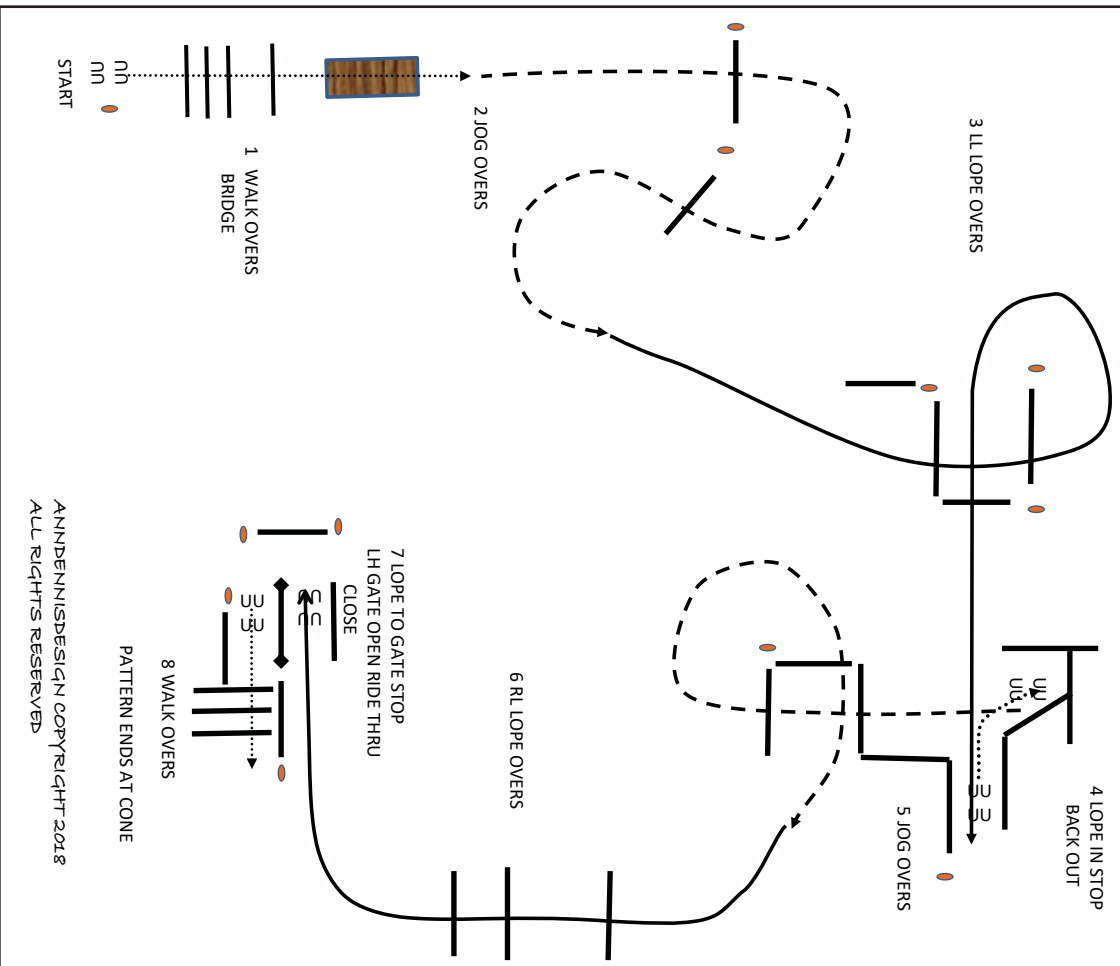 START
1 WALK OVERS
BRIDGE
2 JOG OVERS
3 LL LOPE OVERS
4 LOPE IN STOP
BACK OUT
5 JOG OVERS
6 RL LOPE OVERS
7 LOPE TO GATE STOP
LH GATE OPEN RIDE THRU
CLOSE
8 WALK OVERS
PATTERN ENDS AT CONE
ANNDENNISDESIGN COPYRIGHT 2018
ALL RIGHTS RESERVED